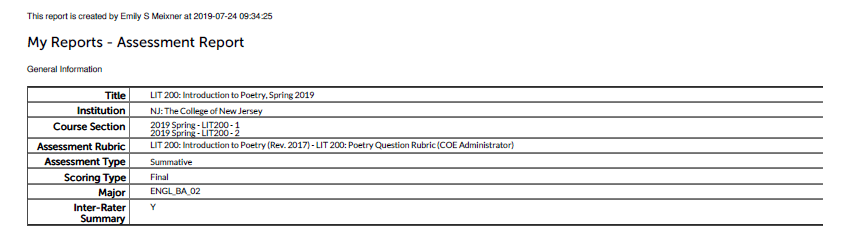 This report is created by Emily S Meixner at 2019-07-24 09:34:25
My Reports - Assessment Report
General Information
Title LIT 200: Introduction to Poetry, Spring 2019
Institution NJ: The College of New Jersey
Course Section 2019 Spring - LIT200 - 1
2019 Spring - LIT200 - 2
Assessment Rubric LIT 200: Introduction to Poetry (Rev. 2017) - LIT 200: Poetry Question Rubric (COE Administrator)
Assessment Type Summative
Scoring Type Final
Major ENGL_BA_02
Inter-Rater Y
Summary